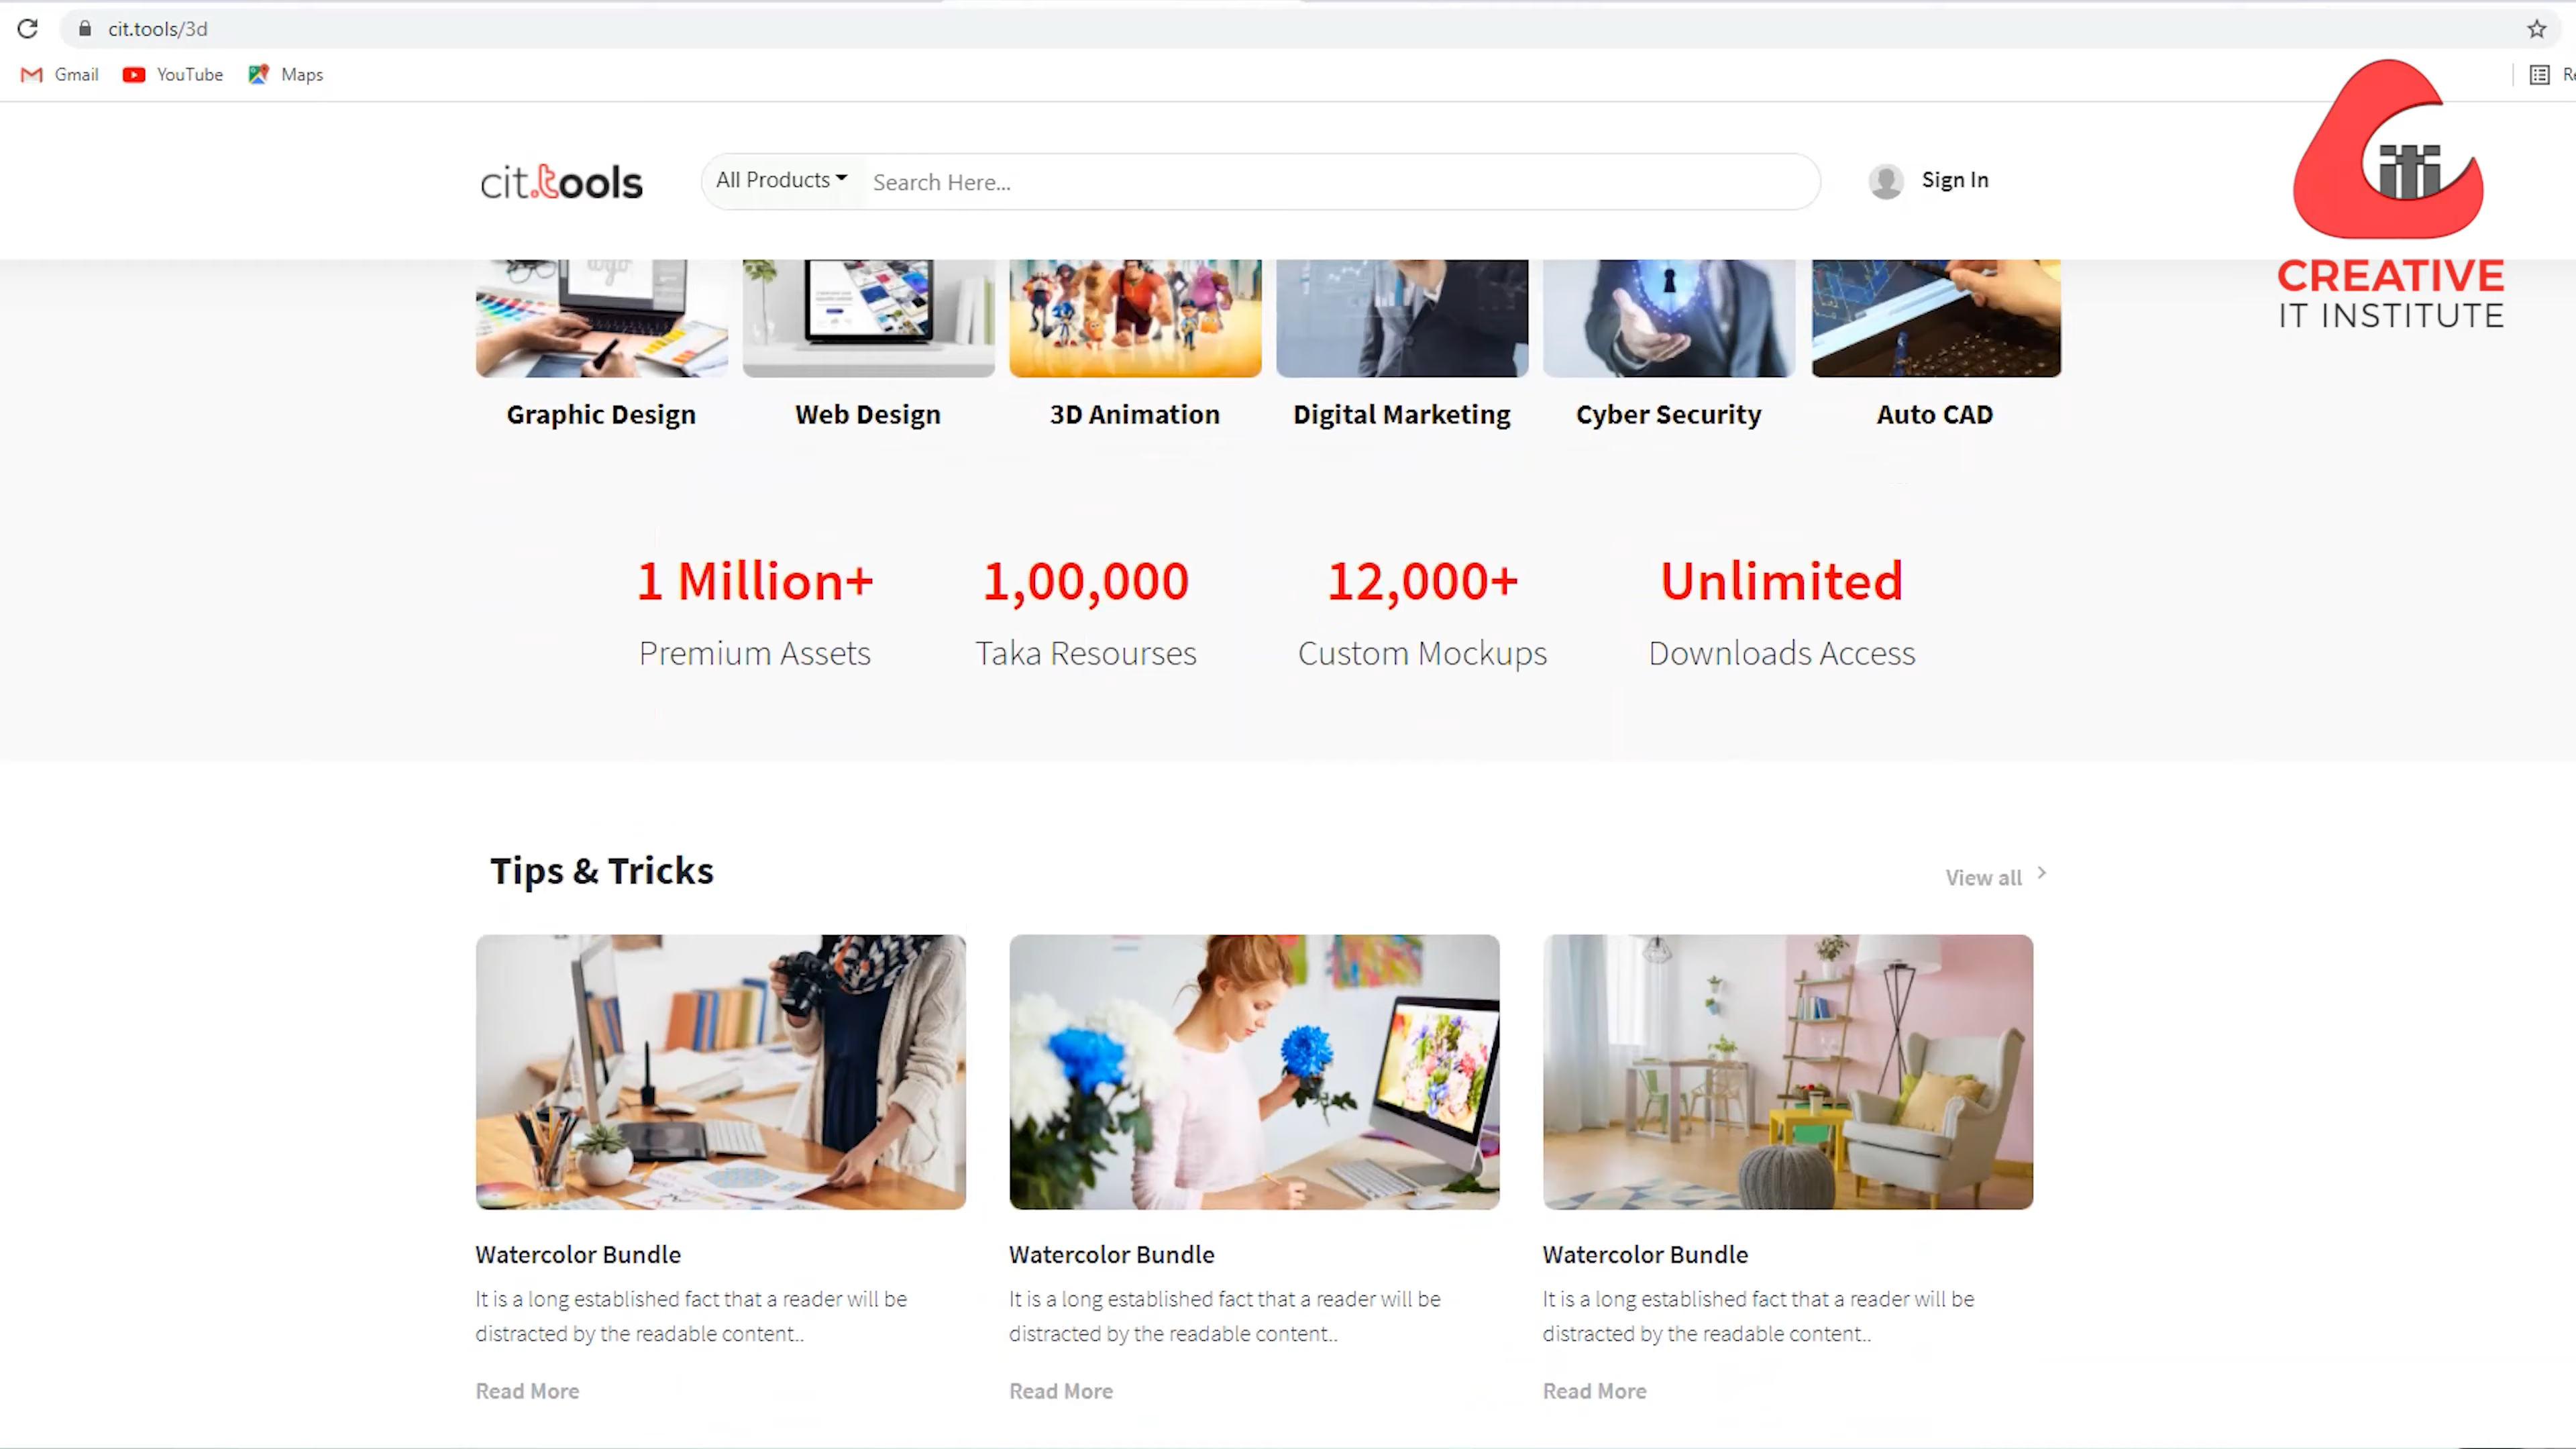 cit.tools/3d
Gmail YouTube Maps
cit.tools All Products Search Here... Sign In
CREATIVE
IT INSTITUTE
Graphic Design Web Design 3D Animation Digital Marketing Cyber Security Auto CAD
1 Million+ 1,00,000 12,000+ Unlimited
Premium Assets Taka Resourses Custom Mockups Downloads Access
Tips & Tricks View all
Watercolor Bundle
It is a long established fact that a reader will be
distracted by the readable content..
Read More
Watercolor Bundle
It is a long established fact that a reader will be
distracted by the readable content..
Read More
Watercolor Bundle
It is a long established fact that a reader will be
distracted by the readable content..
Read More